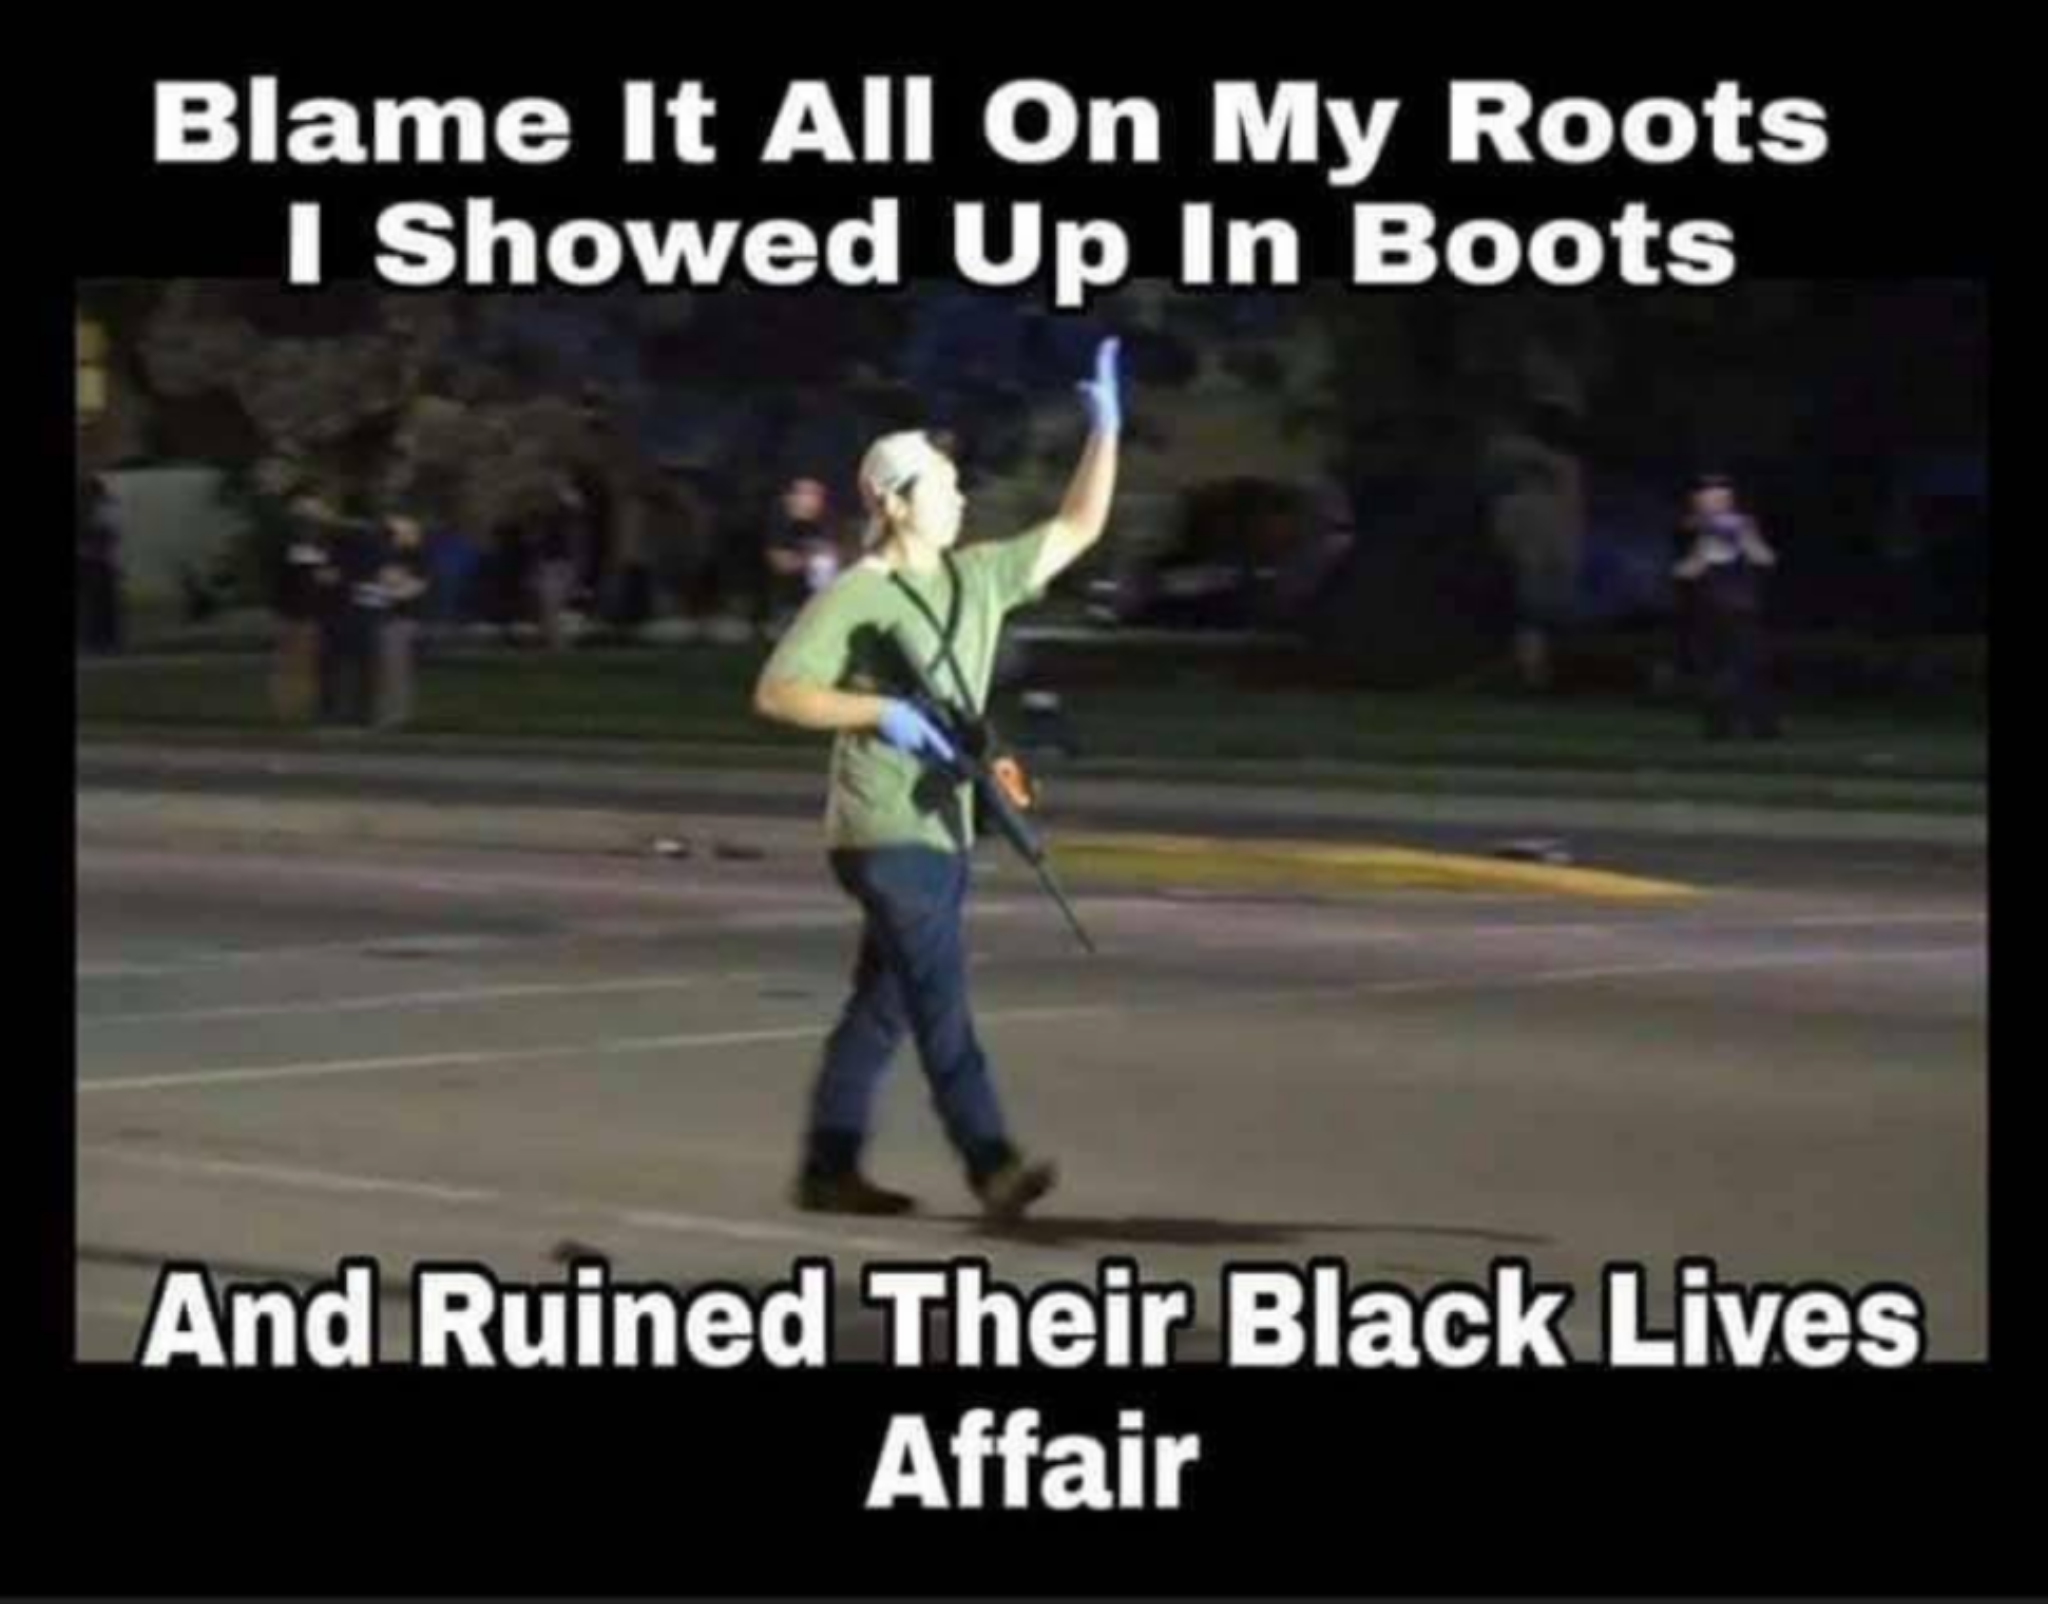 Blame It All On My Roots
I Showed Up In Boots
And Ruined Their Black Lives
Affair